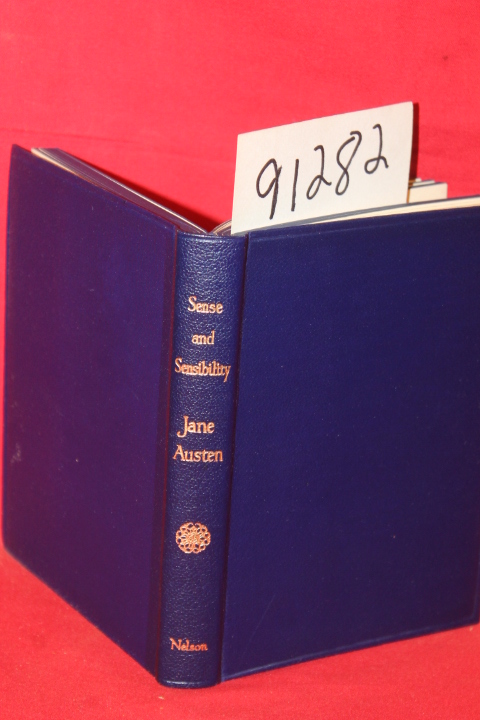 91282
Sense
and
Sensibility
Jane
Austen
Nelson